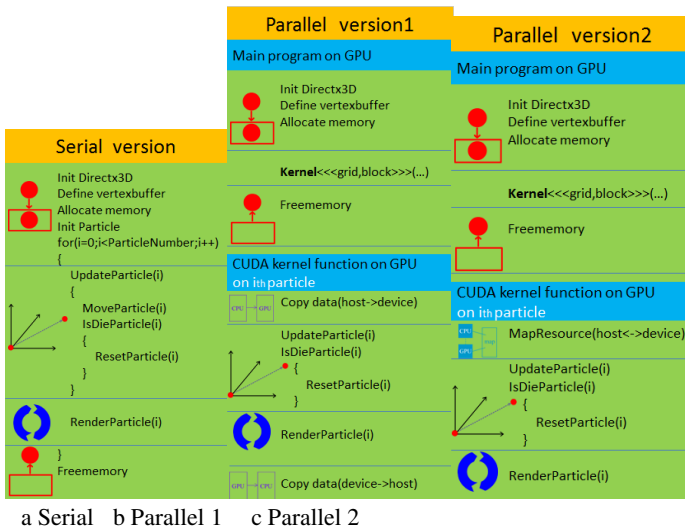 Serial version
Init Directx3D
Define vertexbuffer
Allocate memory
Init Particle
for(i=0;i<ParticleNumber;i++)
{
UpdateParticle(i)
{
MoveParticle(i)
IsDieParticle(i)
{
ResetParticle(i)
}
}
RenderParticle(i)
}
Freememory
Parallel version1
Main program on GPU
Init Directx3D
Define vertexbuffer
Allocate memory
Kernel<<<grid,block>>>(...)
Freememory
CUDA kernel function on GPU
on ith particle
CPU GPU
Copy data(host->device)
UpdateParticle(i)
IsDieParticle(i)
{
ResetParticle(i)
}
RenderParticle(i)
GPU CPU
Copy data(device->host)
Parallel version2
Main program on GPU
Init Directx3D
Define vertexbuffer
Allocate memory
Kernel<<<grid,block>>>(...)
Freememory
CUDA kernel function on GPU
on ith particle
CPU
GPU
MapResource(host<->device)
UpdateParticle(i)
IsDieParticle(i)
{
ResetParticle(i)
}
RenderParticle(i)
a Serial b Parallel 1 c Parallel 2